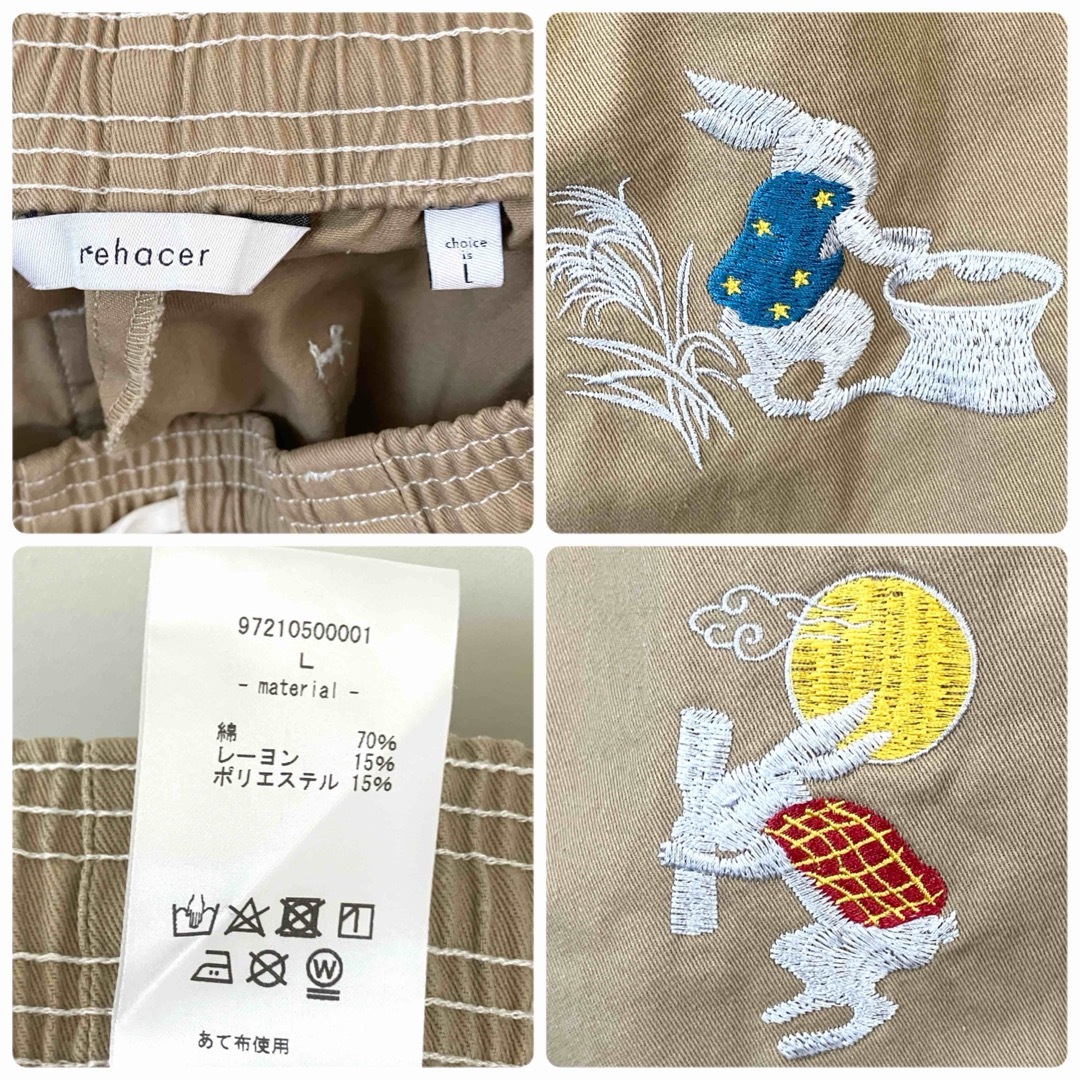 rehacer
choice
is
L
97210500001
L
- material -
綿 70%
レーヨン 15%
ポリエステル 15%
W
あて布使用